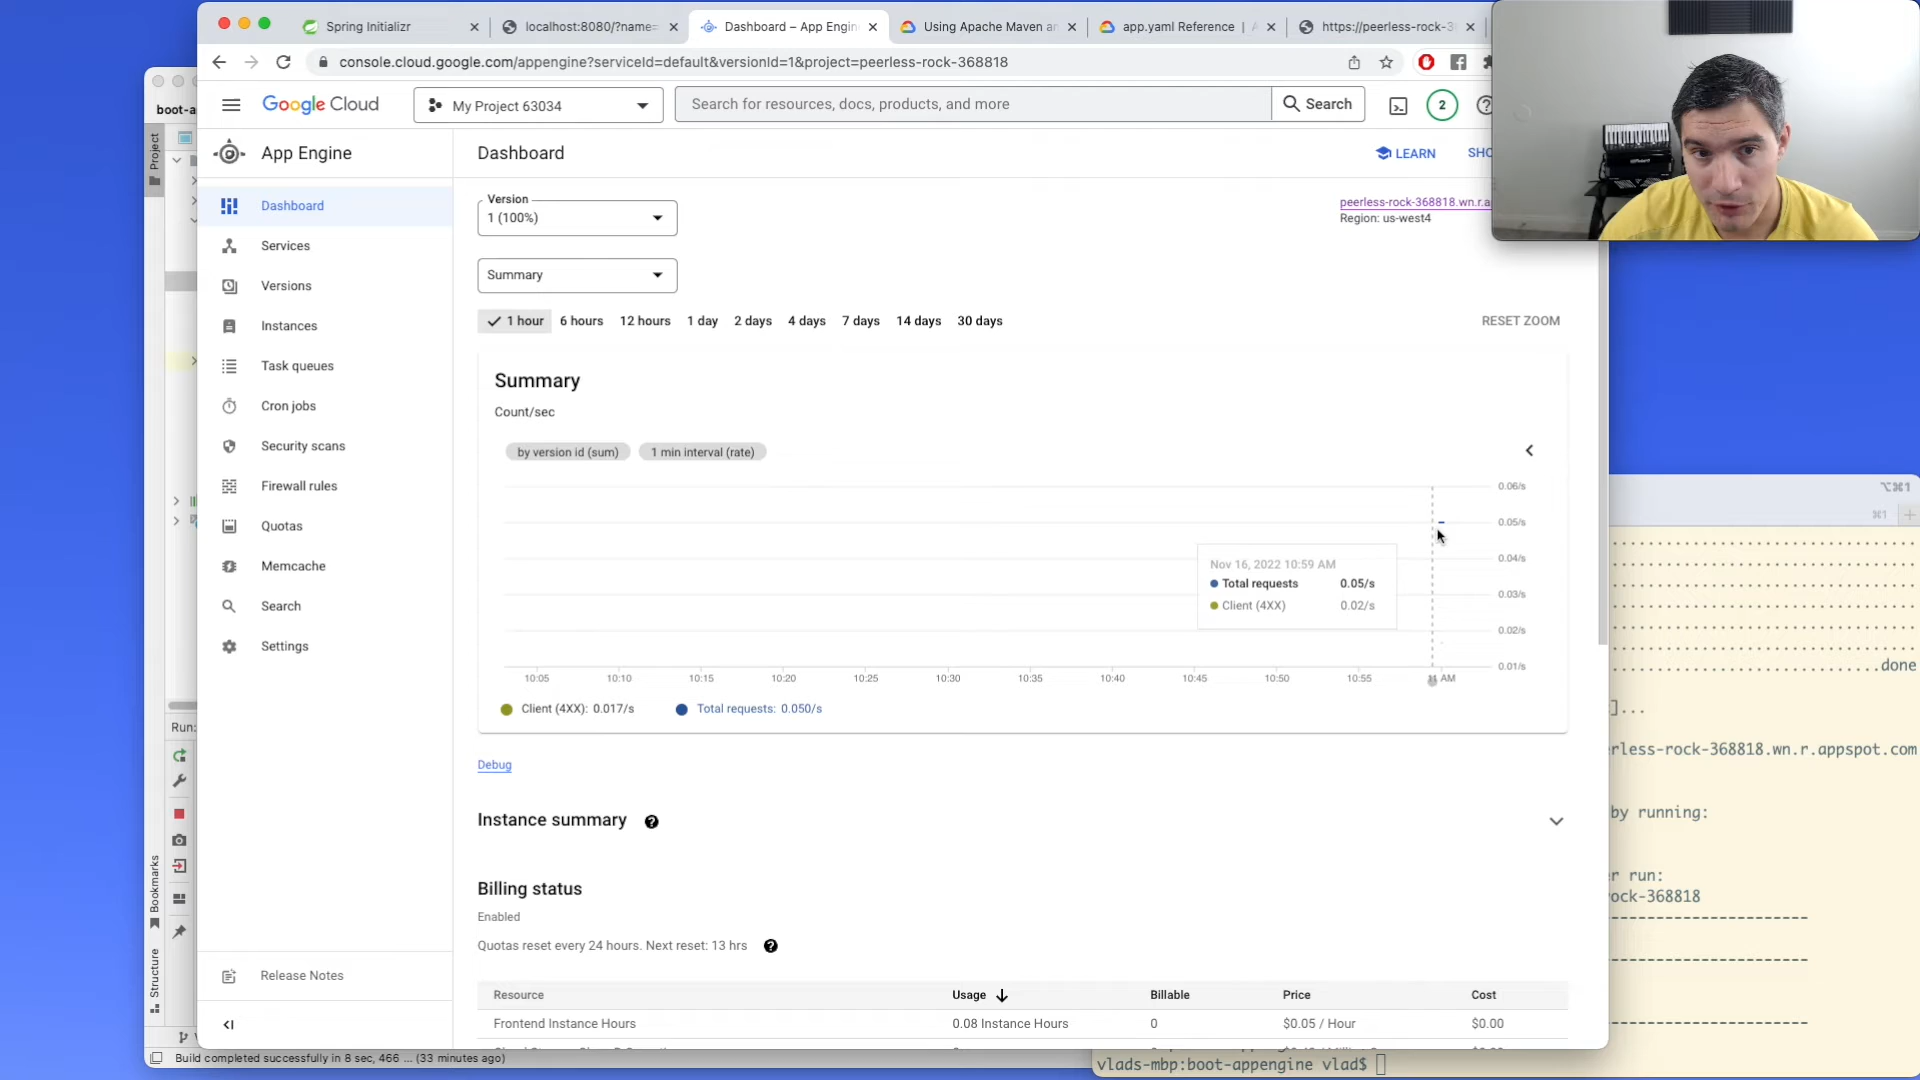 Spring Initializr
localhost:8080/?name=
Dashboard – App Engin
Using Apache Maven an
app.yaml Reference
https://peerless-rock-3
console.cloud.google.com/appengine?serviceId=default&versionId=1&project=peerless-rock-368818
boot-a
Google Cloud
My Project 63034
Search for resources, docs, products, and more
Search
2
Project
App Engine
Dashboard
LEARN
Dashboard
Services
Versions
Instances
Task queues
Cron jobs
Security scans
Firewall rules
Quotas
Memcache
Search
Settings
Release Notes
Version
1 (100%)
peerless-rock-368818.wn.r.a
Region: us-west4
Summary
1 hour 6 hours 12 hours 1 day 2 days 4 days 7 days 14 days 30 days
RESET ZOOM
Summary
Count/sec
by version id (sum) 1 min interval (rate)
0.06/s
0.05/s
0.04/s
0.03/s
0.02/s
0.01/s
Nov 16, 2022 10:59 AM
Total requests 0.05/s
Client (4XX) 0.02/s
10:05 10:10 10:15 10:20 10:25 10:30 10:35 10:40 10:45 10:50 10:55 11 AM
Client (4XX): 0.017/s Total requests: 0.050/s
Debug
Instance summary
Billing status
Enabled
Quotas reset every 24 hours. Next reset: 13 hrs
Resource Usage Billable Price Cost
Frontend Instance Hours 0.08 Instance Hours 0 $0.05 / Hour $0.00
Run:
Bookmarks
Structure
Build completed successfully in 8 sec, 466 ... (33 minutes ago)
⌥⌘1
⌘1
.done
]...
rless-rock-368818.wn.r.appspot.com
by running:
r run:
ock-368818
vlads-mbp:boot-appengine vlad$